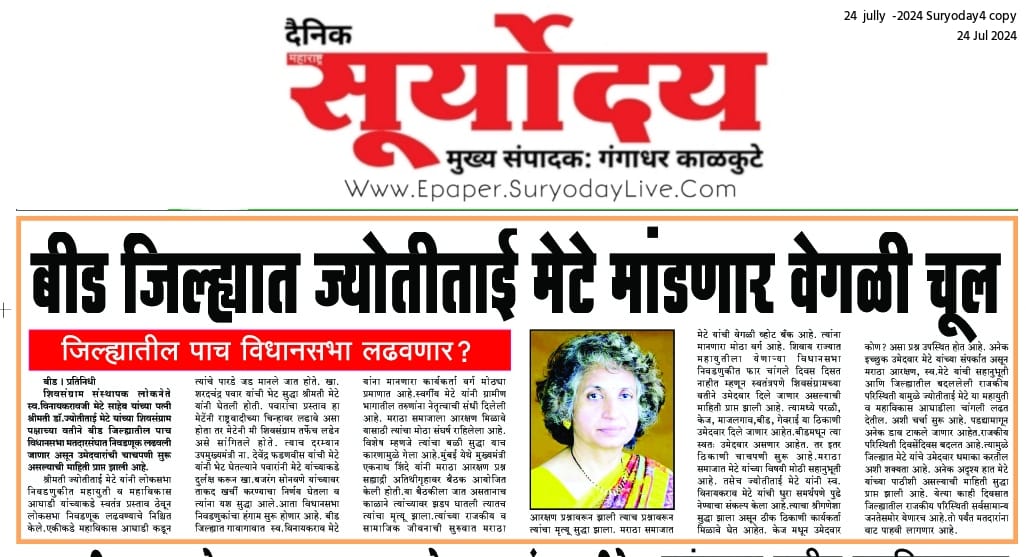 24 jully -2024 Suryoday4 copy
24 Jul 2024
दैनिक
महाराष्ट्र
सूर्योदय
मुख्य संपादक: गंगाधर काळकुटे
Www.Epaper.SuryodayLive.Com
बीड जिल्ह्यात ज्योतीताई मेटे मांडणार वेगळी चूल
जिल्ह्यातील पाच विधानसभा लढवणार?
बीड । प्रतिनिधी
शिवसंग्राम संस्थापक लोकनेते
स्व.विनायकरावजी मेटे साहेब यांच्या पत्नी
श्रीमती डॉ.ज्योतीताई मेटे यांच्या शिवसंग्राम
पक्षाच्या वतीने बीड जिल्ह्यातील पाच
विधानसभा मतदारसंघात निवडणूक लढवली
जाणार असून उमेदवारांची चाचपणी सुरू
असल्याची माहिती प्राप्त झाली आहे.
श्रीमती ज्योतीताई मेटे यांनी लोकसभा
निवडणुकीत महायुती व महाविकास
आघाडी यांच्याकडे स्वतंत्र प्रस्ताव ठेवून
लोकसभा निवडणूक लढवण्याचे निश्चित
केले.एकीकडे महाविकास आघाडी कडून
त्यांचे पारडे जड मानले जात होते. खा.
शरदचंद्र पवार यांची भेट सुद्धा श्रीमती मेटे
यांनी घेतली होती. पवारांचा प्रस्ताव हा
मेटेंनी राष्ट्रवादीच्या चिन्हावर लढावे असा
होता तर मेटेंनी मी शिवसंग्राम तर्फेच लढेन
असे सांगितले होते. त्याच दरम्यान
उपमुख्यमंत्री ना. देवेंद्र फडणवीस यांची मेटे
यांनी भेट घेतल्याने पवारांनी मेटे यांच्याकडे
दुर्लक्ष करून खा.बजरंग सोनवणे यांच्यावर
ताकद खर्ची करण्याचा निर्णय घेतला व
त्यांना यश सुद्धा आले.आता विधानसभा
निवडणुकांचा हंगाम सुरू होणार आहे. बीड
जिल्ह्यात गावागावात स्व.विनायकराव मेटे
यांना मानणारा कार्यकर्ता वर्ग मोठ्या
प्रमाणात आहे.स्वर्गीय मेटे यांनी ग्रामीण
भागातील तरुणांना नेतृत्वाची संधी दिलेली
आहे. मराठा समाजाला आरक्षण मिळावे
यासाठी त्यांचा मोठा संघर्ष राहिलेला आहे.
विशेष म्हणजे त्यांचा बळी सुद्धा याच
कारणामुळे गेला आहे.मुंबई येथे मुख्यमंत्री
एकनाथ शिंदे यांनी मराठा आरक्षण प्रश्न
सह्याद्री अतिथीगृहावर बैठक आयोजित
केली होती.या बैठकीला जात असतानाच
काळाने त्यांच्यावर झडप घातली त्यातच
त्यांचा मृत्यू झाला.त्यांच्या राजकीय व
सामाजिक जीवनाची सुरुवात मराठा
आरक्षण प्रश्नावरून झाली त्याच प्रश्नावरून
त्यांचा मृत्यू सुद्धा झाला. मराठा समाजात
मेटे यांची वेगळी व्होट बँक आहे. त्यांना
मानणारा मोठा वर्ग आहे. शिवाय राज्यात
महायुतीला येणाऱ्या विधानसभा
निवडणुकीत फार चांगले दिवस दिसत
नाहीत म्हणून स्वतंत्रपणे शिवसंग्रामच्या
वतीने उमेदवार दिले जाणार असल्याची
माहिती प्राप्त झाली आहे. त्यामध्ये परळी,
केज, माजलगाव,बीड, गेवराई या ठिकाणी
उमेदवार दिले जाणार आहेत.बीडमधून त्या
स्वतः उमेदवार असणार आहेत. तर इतर
ठिकाणी चाचपणी सुरू आहे. मराठा
समाजात मेटे यांच्या विषयी मोठी सहानुभूती
आहे. तसेच ज्योतीताई मेटे यांनी स्व.
विनायकराव मेटे यांची धुरा समर्थपणे पुढे
नेण्याचा संकल्प केला आहे.त्याचा श्रीगणेशा
सुद्धा झाला असून ठीक ठिकाणी कार्यकर्ता
मिळावे घेत आहेत. केज मधून उमेदवार
कोण? असा प्रश्न उपस्थित होत आहे. अनेक
इच्छुक उमेदवार मेटे यांच्या संपर्कात असून
मराठा आरक्षण, स्व.मेटे यांची सहानुभूती
आणि जिल्ह्यातील बदललेली राजकीय
परिस्थिती यामुळे ज्योतीताई मेटे या महायुती
व महाविकास आघाडीला चांगली लढत
देतील. अशी चर्चा सुरू आहे. पडद्यामागून
अनेक डाव टाकले जाणार आहेत.राजकीय
परिस्थिती दिवसेंदिवस बदलत आहे.त्यामुळे
जिल्ह्यात मेटे यांचे उमेदवार धमाका करतील
अशी शक्यता आहे. अनेक अदृश्य हात मेटे
यांच्या पाठीशी असल्याची माहिती सुद्धा
प्राप्त झाली आहे. येत्या काही दिवसात
जिल्ह्यातील राजकीय परिस्थिती सर्वसामान्य
जनतेसमोर येणारच आहे.तो पर्यंत मतदारांना
वाट पाहवी लागणार आहे.